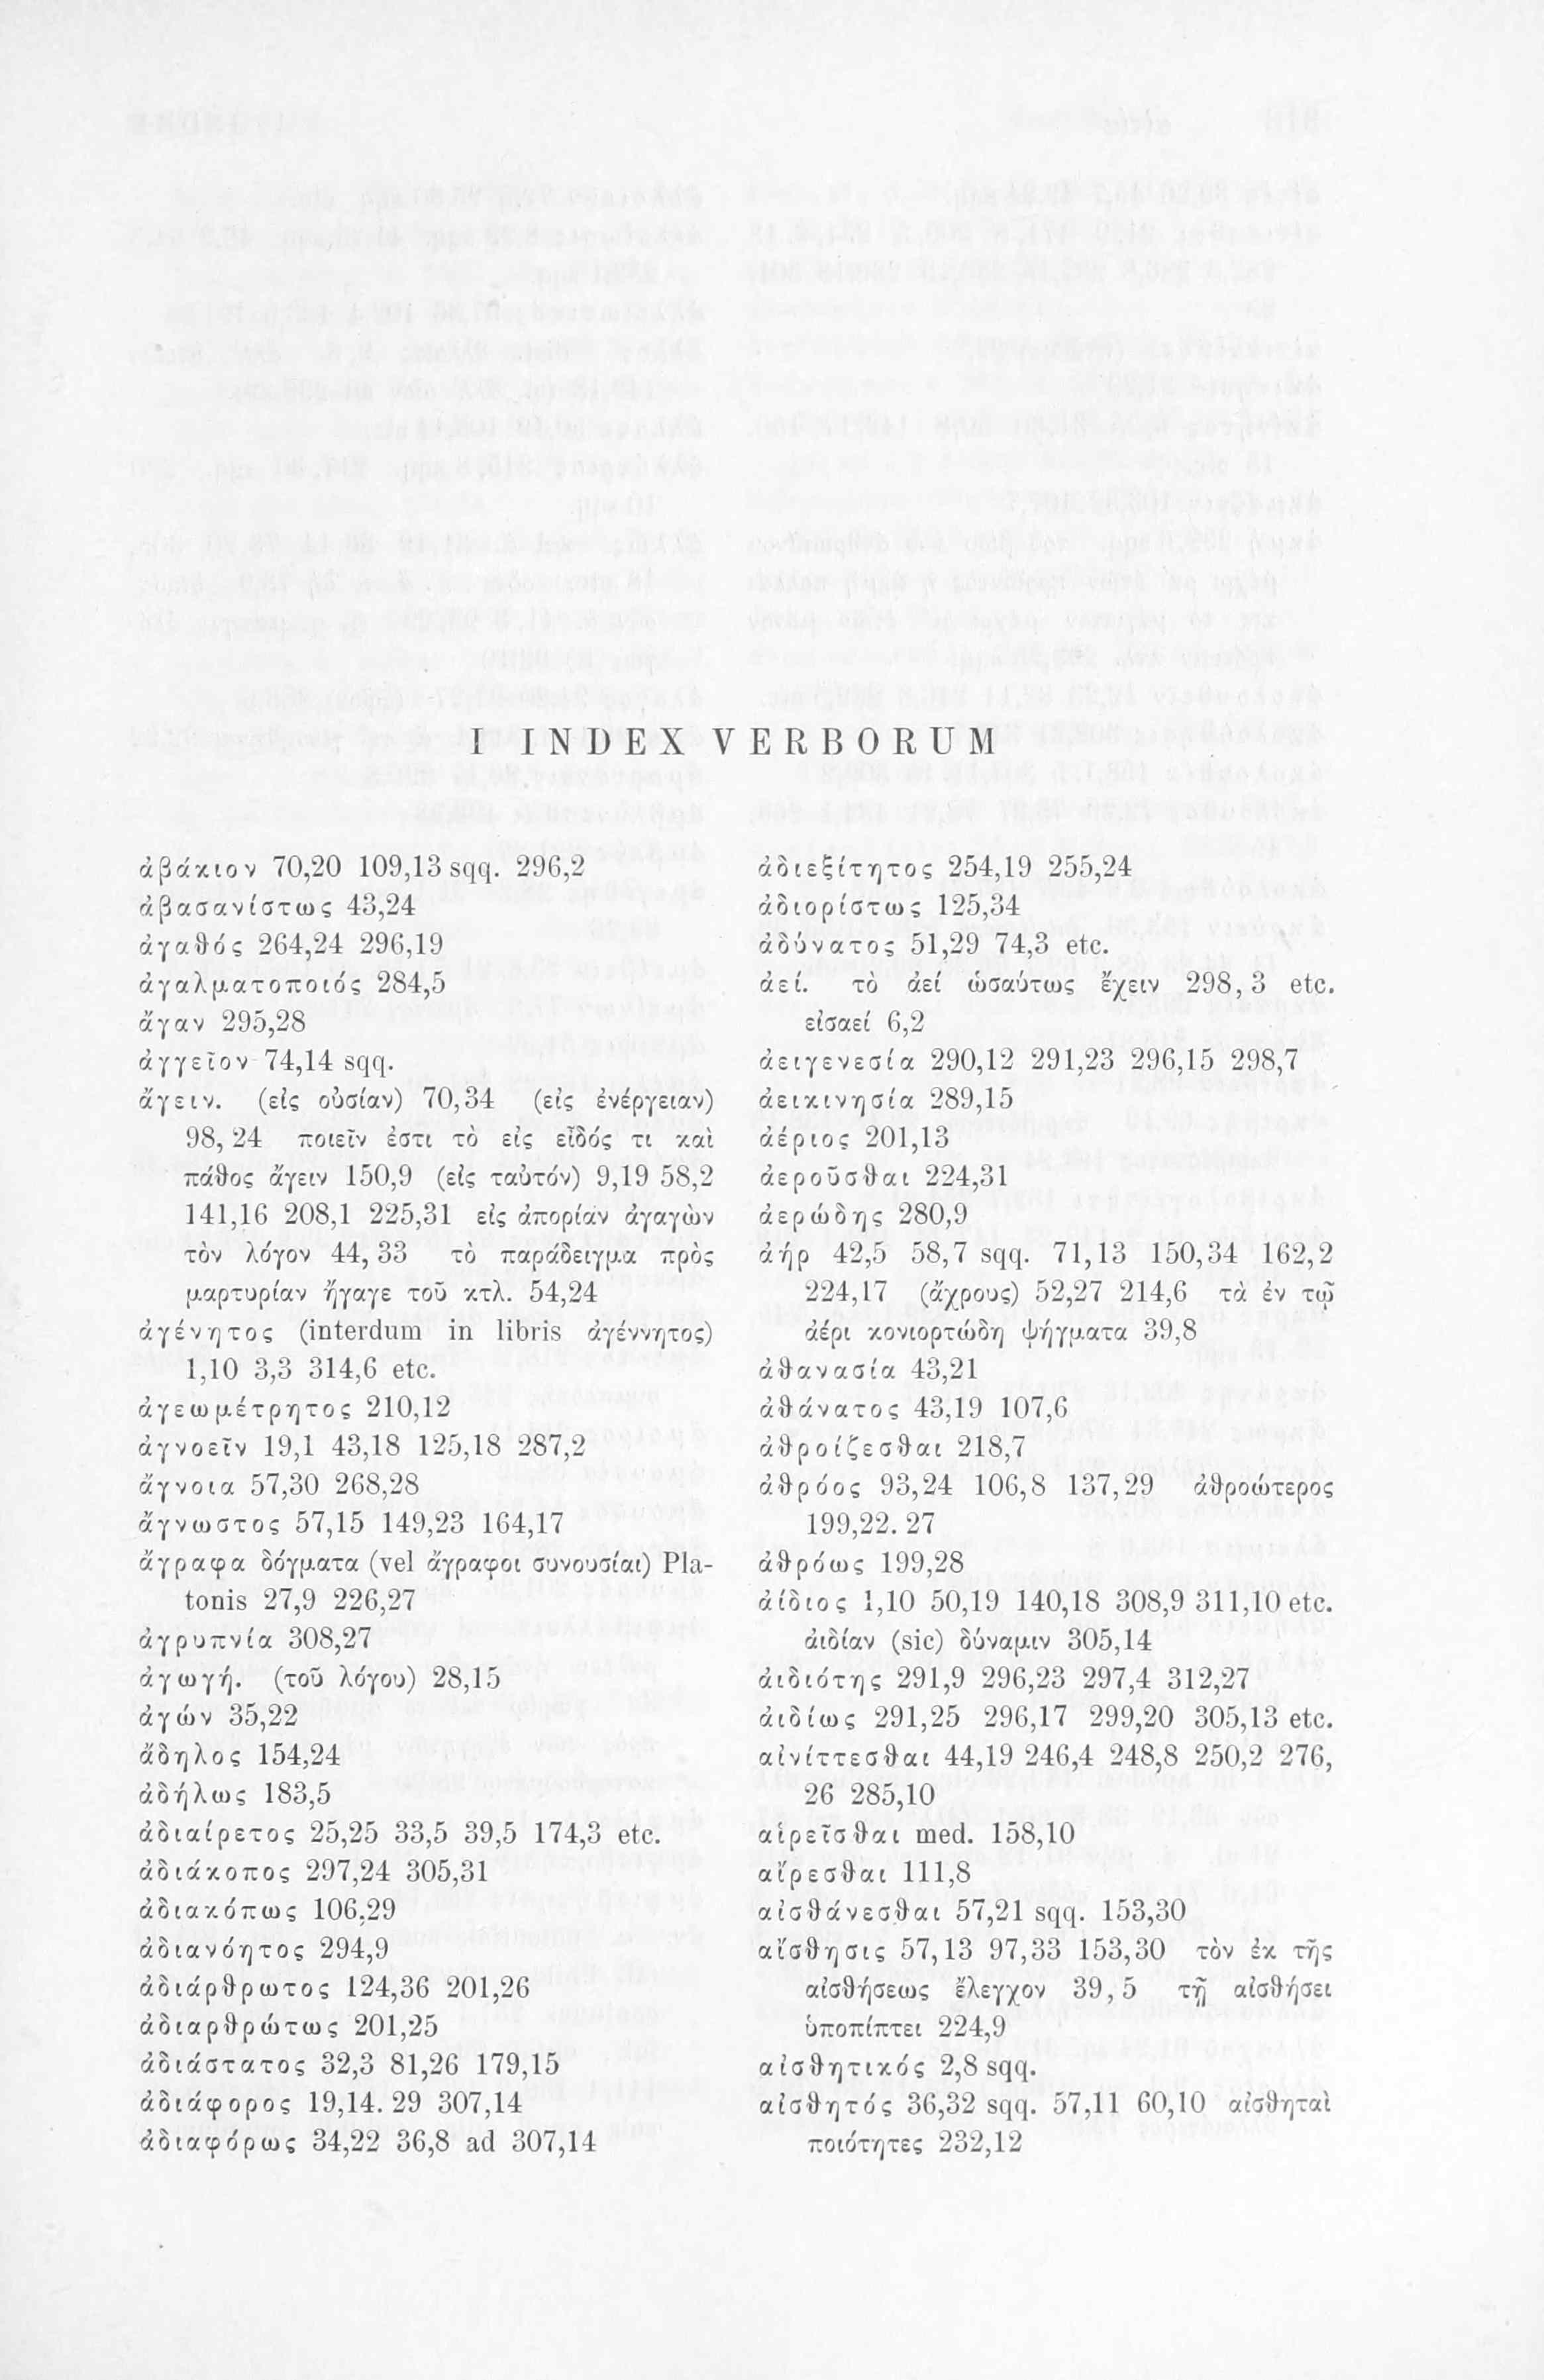 I INDEX VERBORUM
ἀβάκιον 70,20 109,13 sqq. 296,2
ἀβασανίστως 43,24
ἀγαθός 264,24 296,19
ἀγαλματοποιός 284,5
ἄγαν 295,28
ἀγγεῖον 74,14 sqq.
ἄγειν. (εἰς οὐσίαν) 70,34 (εἰς ἐνέργειαν)
98, 24 ποιεῖν ἐστι τὸ εἰς εἶδός τι καὶ
πάθος ἄγειν 150,9 (εἰς ταὐτόν) 9,19 58,2
141,16 208,1 225,31 εἰς ἀπορίαν ἀγαγὼν
τὸν λόγον 44, 33 τὸ παράδειγμα πρὸς
μαρτυρίαν ἤγαγε τοῦ κτλ. 54,24
ἀγένητος (interdum in libris ἀγέννητος)
1,10 3,3 314,6 etc.
ἀγεωμέτρητος 210,12
ἀγνοεῖν 19,1 43,18 125,18 287,2
ἄγνοια 57,30 268,28
ἄγνωστος 57,15 149,23 164,17
ἄγραφα δόγματα (vel ἄγραφοι συνουσίαι) Pla-
tonis 27,9 226,27
ἀγρυπνία 308,27
ἀγωγή. (τοῦ λόγου) 28,15
ἀγών 35,22
ἄδηλος 154,24
ἀδήλως 183,5
ἀδιαίρετος 25,25 33,5 39,5 174,3 etc.
ἀδιάκοπος 297,24 305,31
ἀδιακόπως 106,29
ἀδιανόητος 294,9
ἀδιάρθρωτος 124,36 201,26
ἀδιαρθρώτως 201,25
ἀδιάστατος 32,3 81,26 179,15
ἀδιάφορος 19,14. 29 307,14
ἀδιαφόρως 34,22 36,8 ad 307,14
ἀδιεξίτητος 254,19 255,24
ἀδιορίστως 125,34
ἀδύνατος 51,29 74,3 etc.
ἀεί. τὸ ἀεί ὡσαύτως ἔχειν 298, 3 etc.
εἰσαεί 6,2
ἀειγενεσία 290,12 291,23 296,15 298,7
ἀεικινησία 289,15
ἀέριος 201,13
ἀεροῦσθαι 224,31
ἀερώδης 280,9
ἀήρ 42,5 58,7 sqq. 71,13 150,34 162,2
224,17 (ἄχρους) 52,27 214,6 τὰ ἐν τῷ
ἀέρι κονιορτώδη ψήγματα 39,8
ἀθανασία 43,21
ἀθάνατος 43,19 107,6
ἀθροίζεσθαι 218,7
ἀθρόος 93,24 106,8 137,29 ἀθροώτερος
199,22. 27
ἀθρόως 199,28
ἀίδιος 1,10 50,19 140,18 308,9 311,10 etc.
ἀιδίαν (sic) δύναμιν 305,14
ἀιδιότης 291,9 296,23 297,4 312,27
ἀιδίως 291,25 296,17 299,20 305,13 etc.
αἰνίττεσθαι 44,19 246,4 248,8 250,2 276,
26 285,10
αἱρεῖσθαι med. 158,10
αἴρεσθαι 111,8
αἰσθάνεσθαι 57,21 sqq. 153,30
αἴσθησις 57,13 97,33 153,30 τὸν ἐκ τῆς
αἰσθήσεως ἔλεγχον 39, 5 τῇ αἰσθήσει
ὑποπίπτει 224,9
αἰσθητικός 2,8 sqq.
αἰσθητός 36,32 sqq. 57,11 60,10 αἰσθηταὶ
ποιότητες 232,12